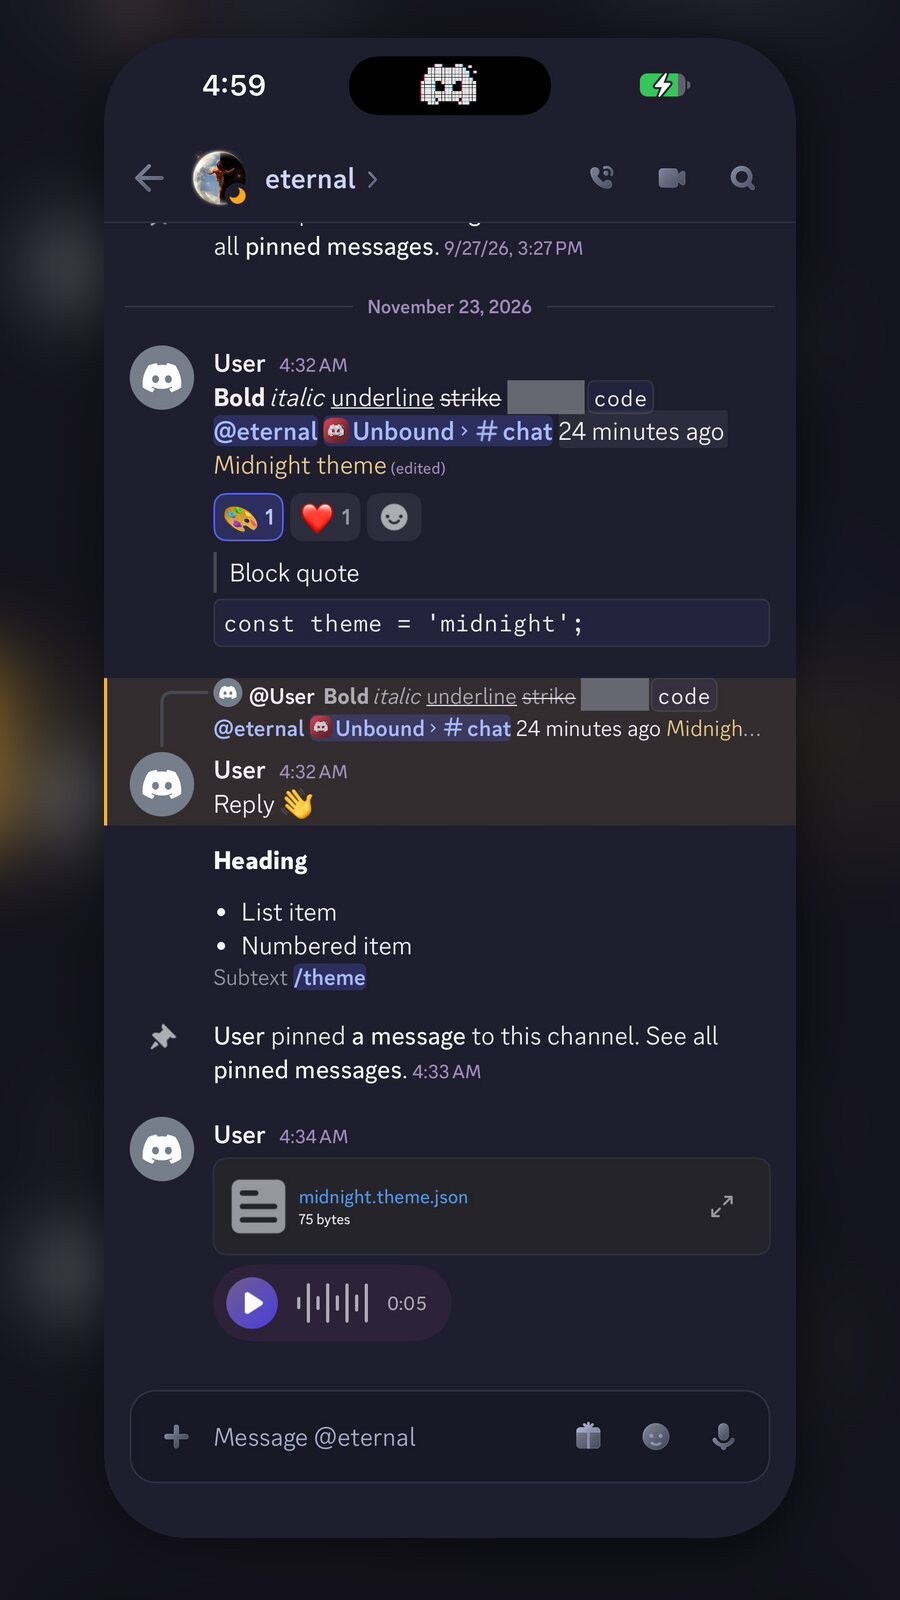 4:59
eternal
all pinned messages. 9/27/26, 3:27 PM
November 23, 2026
User 4:32 AM
Bold italic underline strike code
@eternal Unbound › # chat 24 minutes ago
Midnight theme (edited)
1 1
Block quote
const theme = 'midnight';
@User Bold italic underline strike code
@eternal Unbound › # chat 24 minutes ago Midnigh…
User 4:32 AM
Reply
Heading
• List item
• Numbered item
Subtext /theme
User pinned a message to this channel. See all
pinned messages. 4:33 AM
User 4:34 AM
midnight.theme.json
75 bytes
0:05
Message @eternal